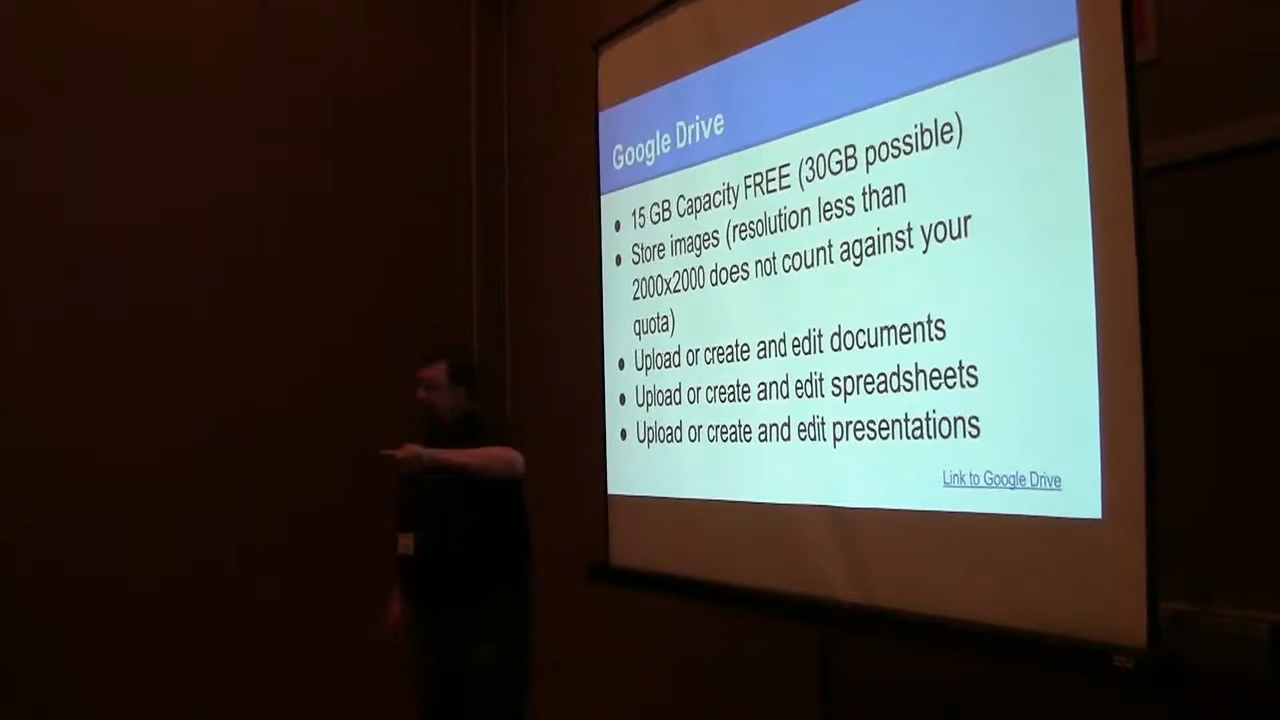 Google Drive
• 15 GB Capacity FREE (30GB possible)
• Store images (resolution less than
2000x2000 does not count against your
quota)
• Upload or create and edit documents
• Upload or create and edit spreadsheets
• Upload or create and edit presentations
Link to Google Drive